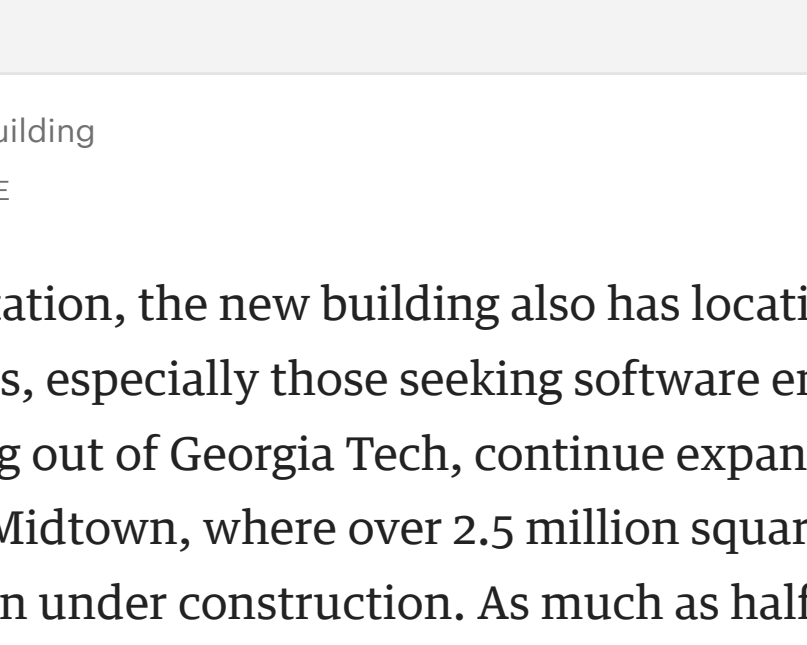 uilding
E
ation, the new building also has locati
s, especially those seeking software en
g out of Georgia Tech, continue expan
Midtown, where over 2.5 million squar
n under construction. As much as half